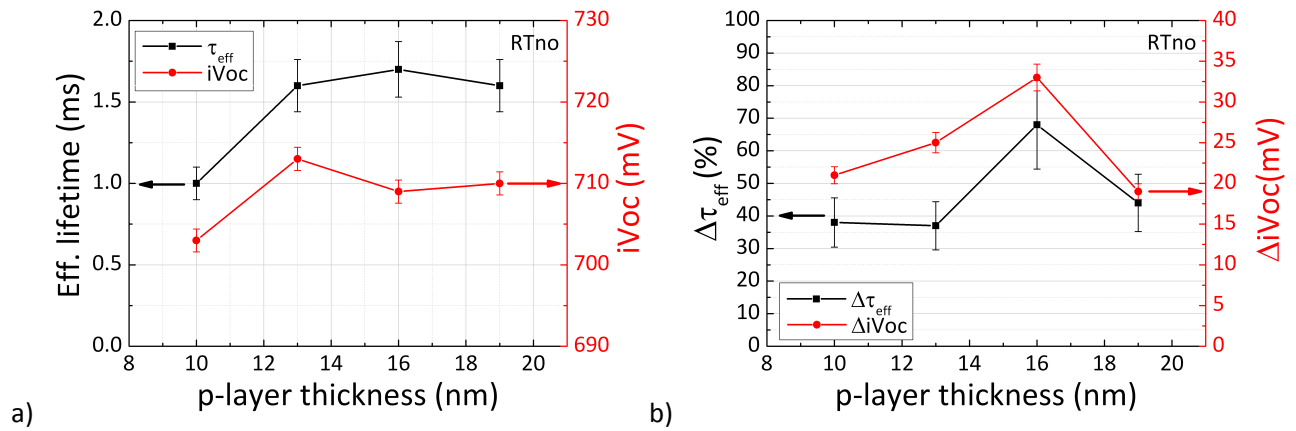 2.0
1.5
1.0
0.5
0.0
Eff. lifetime (ms)
τeff
iVoc
RTno
730
720
710
700
690
iVoc (mV)
8 10 12 14 16 18 20
p-layer thickness (nm)
a)
100
90
80
70
60
50
40
30
20
10
0
Δτeff (%)
RTno
40
35
30
25
20
15
10
5
0
ΔiVoc(mV)
Δτeff
ΔiVoc
8 10 12 14 16 18 20
p-layer thickness (nm)
b)